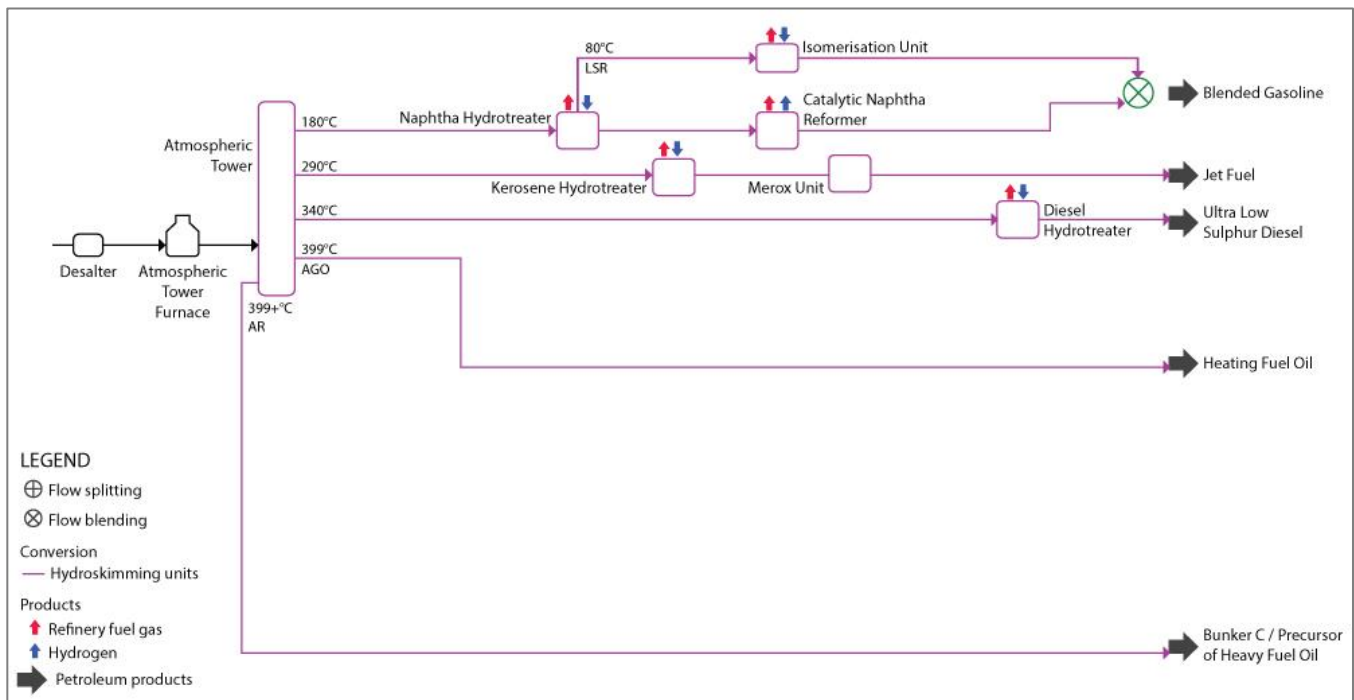 80°C
LSR
Isomerisation Unit
Blended Gasoline
Naphtha Hydrotreater
Catalytic Naphtha
Reformer
180°C
Atmospheric
Tower
290°C
Kerosene Hydrotreater
Merox Unit
Jet Fuel
340°C
Diesel
Hydrotreater
Ultra Low
Sulphur Diesel
399°C
AGO
Desalter
Atmospheric
Tower
Furnace
399+°C
AR
Heating Fuel Oil
LEGEND
Flow splitting
Flow blending
Conversion
Hydroskimming units
Products
Refinery fuel gas
Hydrogen
Petroleum products
Bunker C / Precursor
of Heavy Fuel Oil